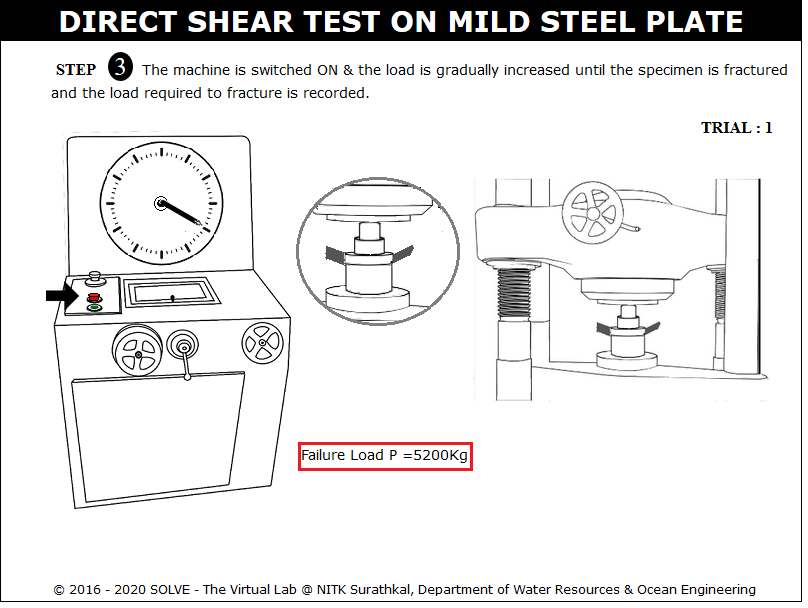 DIRECT SHEAR TEST ON MILD STEEL PLATE
STEP 3 The machine is switched ON & the load is gradually increased until the specimen is fractured
and the load required to fracture is recorded.
TRIAL : 1
Failure Load P =5200Kg
© 2016 - 2020 SOLVE - The Virtual Lab @ NITK Surathkal, Department of Water Resources & Ocean Engineering